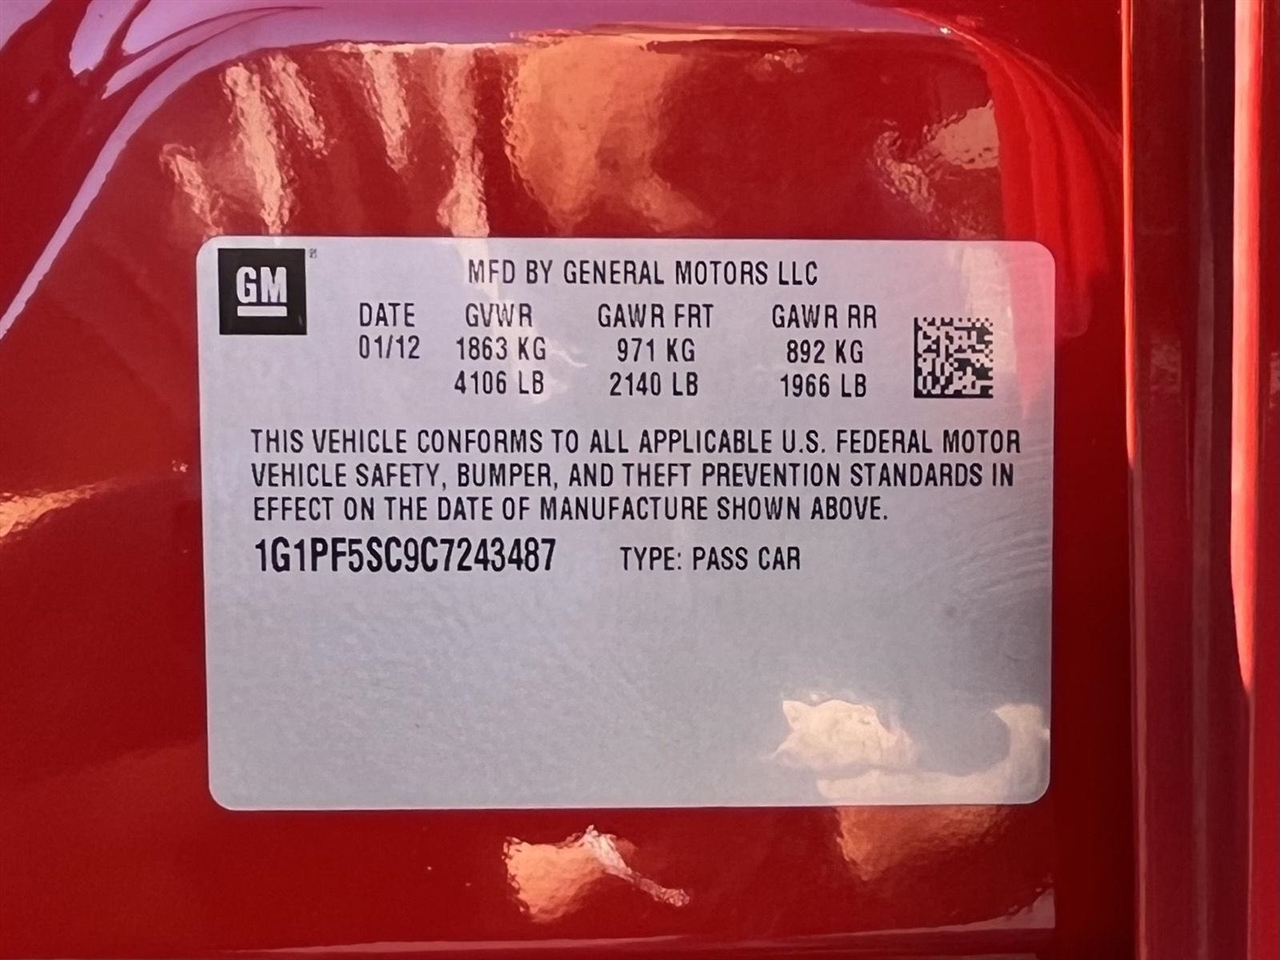 GM
MFD BY GENERAL MOTORS LLC
DATE GVWR GAWR FRT GAWR RR
01/12 1863 KG 971 KG 892 KG
4106 LB 2140 LB 1966 LB
THIS VEHICLE CONFORMS TO ALL APPLICABLE U.S. FEDERAL MOTOR
VEHICLE SAFETY, BUMPER, AND THEFT PREVENTION STANDARDS IN
EFFECT ON THE DATE OF MANUFACTURE SHOWN ABOVE.
1G1PF5SC9C7243487 TYPE: PASS CAR